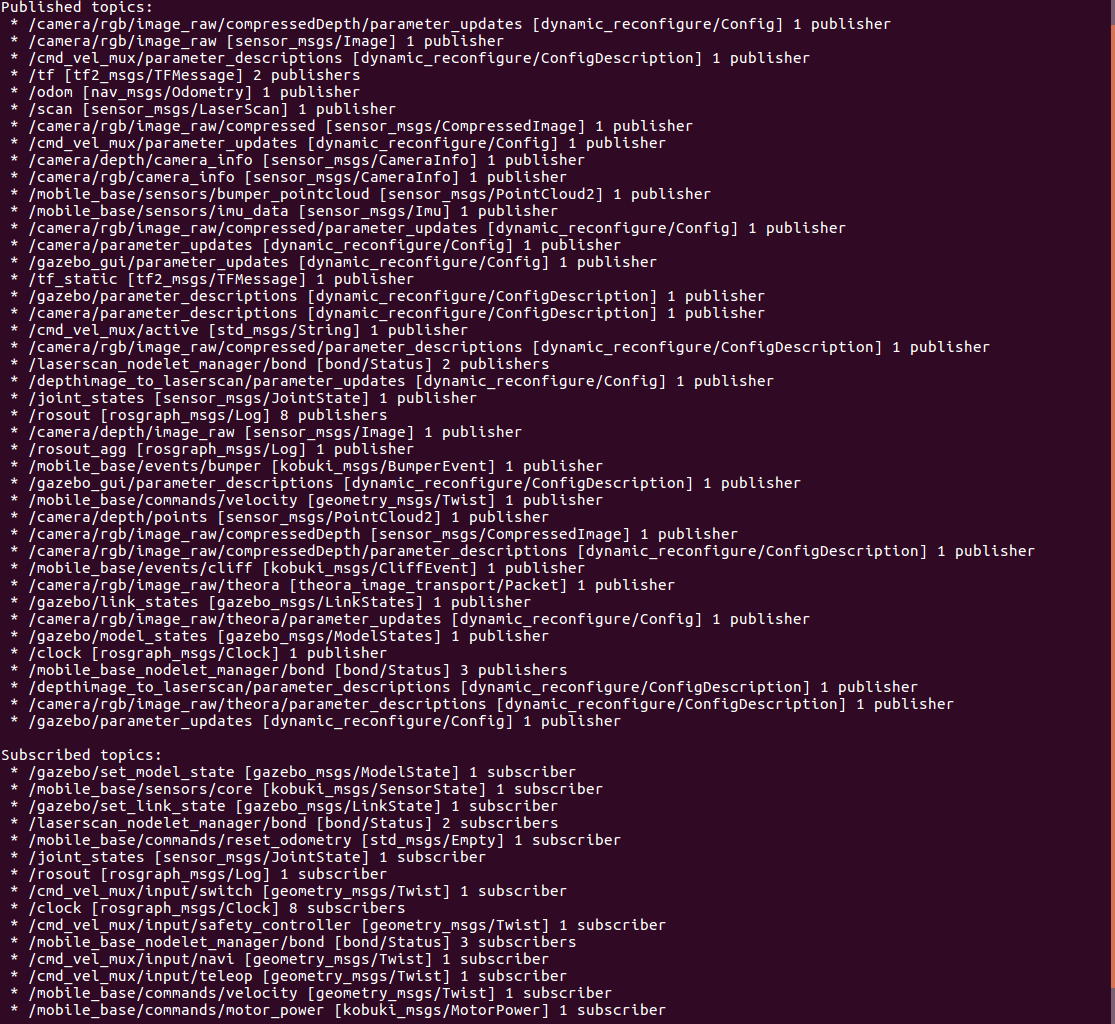 Published topics:
* /camera/rgb/image_raw/compressedDepth/parameter_updates [dynamic_reconfigure/Config] 1 publisher
* /camera/rgb/image_raw [sensor_msgs/Image] 1 publisher
* /cmd_vel_mux/parameter_descriptions [dynamic_reconfigure/ConfigDescription] 1 publisher
* /tf [tf2_msgs/TFMessage] 2 publishers
* /odom [nav_msgs/Odometry] 1 publisher
* /scan [sensor_msgs/LaserScan] 1 publisher
* /camera/rgb/image_raw/compressed [sensor_msgs/CompressedImage] 1 publisher
* /cmd_vel_mux/parameter_updates [dynamic_reconfigure/Config] 1 publisher
* /camera/depth/camera_info [sensor_msgs/CameraInfo] 1 publisher
* /camera/rgb/camera_info [sensor_msgs/CameraInfo] 1 publisher
* /mobile_base/sensors/bumper_pointcloud [sensor_msgs/PointCloud2] 1 publisher
* /mobile_base/sensors/imu_data [sensor_msgs/Imu] 1 publisher
* /camera/rgb/image_raw/compressed/parameter_updates [dynamic_reconfigure/Config] 1 publisher
* /camera/parameter_updates [dynamic_reconfigure/Config] 1 publisher
* /gazebo_gui/parameter_updates [dynamic_reconfigure/Config] 1 publisher
* /tf_static [tf2_msgs/TFMessage] 1 publisher
* /gazebo/parameter_descriptions [dynamic_reconfigure/ConfigDescription] 1 publisher
* /camera/parameter_descriptions [dynamic_reconfigure/ConfigDescription] 1 publisher
* /cmd_vel_mux/active [std_msgs/String] 1 publisher
* /camera/rgb/image_raw/compressed/parameter_descriptions [dynamic_reconfigure/ConfigDescription] 1 publisher
* /laserscan_nodelet_manager/bond [bond/Status] 2 publishers
* /depthimage_to_laserscan/parameter_updates [dynamic_reconfigure/Config] 1 publisher
* /joint_states [sensor_msgs/JointState] 1 publisher
* /rosout [rosgraph_msgs/Log] 8 publishers
* /camera/depth/image_raw [sensor_msgs/Image] 1 publisher
* /rosout_agg [rosgraph_msgs/Log] 1 publisher
* /mobile_base/events/bumper [kobuki_msgs/BumperEvent] 1 publisher
* /gazebo_gui/parameter_descriptions [dynamic_reconfigure/ConfigDescription] 1 publisher
* /mobile_base/commands/velocity [geometry_msgs/Twist] 1 publisher
* /camera/depth/points [sensor_msgs/PointCloud2] 1 publisher
* /camera/rgb/image_raw/compressedDepth [sensor_msgs/CompressedImage] 1 publisher
* /camera/rgb/image_raw/compressedDepth/parameter_descriptions [dynamic_reconfigure/ConfigDescription] 1 publisher
* /mobile_base/events/cliff [kobuki_msgs/CliffEvent] 1 publisher
* /camera/rgb/image_raw/theora [theora_image_transport/Packet] 1 publisher
* /gazebo/link_states [gazebo_msgs/LinkStates] 1 publisher
* /camera/rgb/image_raw/theora/parameter_updates [dynamic_reconfigure/Config] 1 publisher
* /gazebo/model_states [gazebo_msgs/ModelStates] 1 publisher
* /clock [rosgraph_msgs/Clock] 1 publisher
* /mobile_base_nodelet_manager/bond [bond/Status] 3 publishers
* /depthimage_to_laserscan/parameter_descriptions [dynamic_reconfigure/ConfigDescription] 1 publisher
* /camera/rgb/image_raw/theora/parameter_descriptions [dynamic_reconfigure/ConfigDescription] 1 publisher
* /gazebo/parameter_updates [dynamic_reconfigure/Config] 1 publisher

Subscribed topics:
* /gazebo/set_model_state [gazebo_msgs/ModelState] 1 subscriber
* /mobile_base/sensors/core [kobuki_msgs/SensorState] 1 subscriber
* /gazebo/set_link_state [gazebo_msgs/LinkState] 1 subscriber
* /laserscan_nodelet_manager/bond [bond/Status] 2 subscribers
* /mobile_base/commands/reset_odometry [std_msgs/Empty] 1 subscriber
* /joint_states [sensor_msgs/JointState] 1 subscriber
* /rosout [rosgraph_msgs/Log] 1 subscriber
* /cmd_vel_mux/input/switch [geometry_msgs/Twist] 1 subscriber
* /clock [rosgraph_msgs/Clock] 8 subscribers
* /cmd_vel_mux/input/safety_controller [geometry_msgs/Twist] 1 subscriber
* /mobile_base_nodelet_manager/bond [bond/Status] 3 subscribers
* /cmd_vel_mux/input/navi [geometry_msgs/Twist] 1 subscriber
* /cmd_vel_mux/input/teleop [geometry_msgs/Twist] 1 subscriber
* /mobile_base/commands/velocity [geometry_msgs/Twist] 1 subscriber
* /mobile_base/commands/motor_power [kobuki_msgs/MotorPower] 1 subscriber